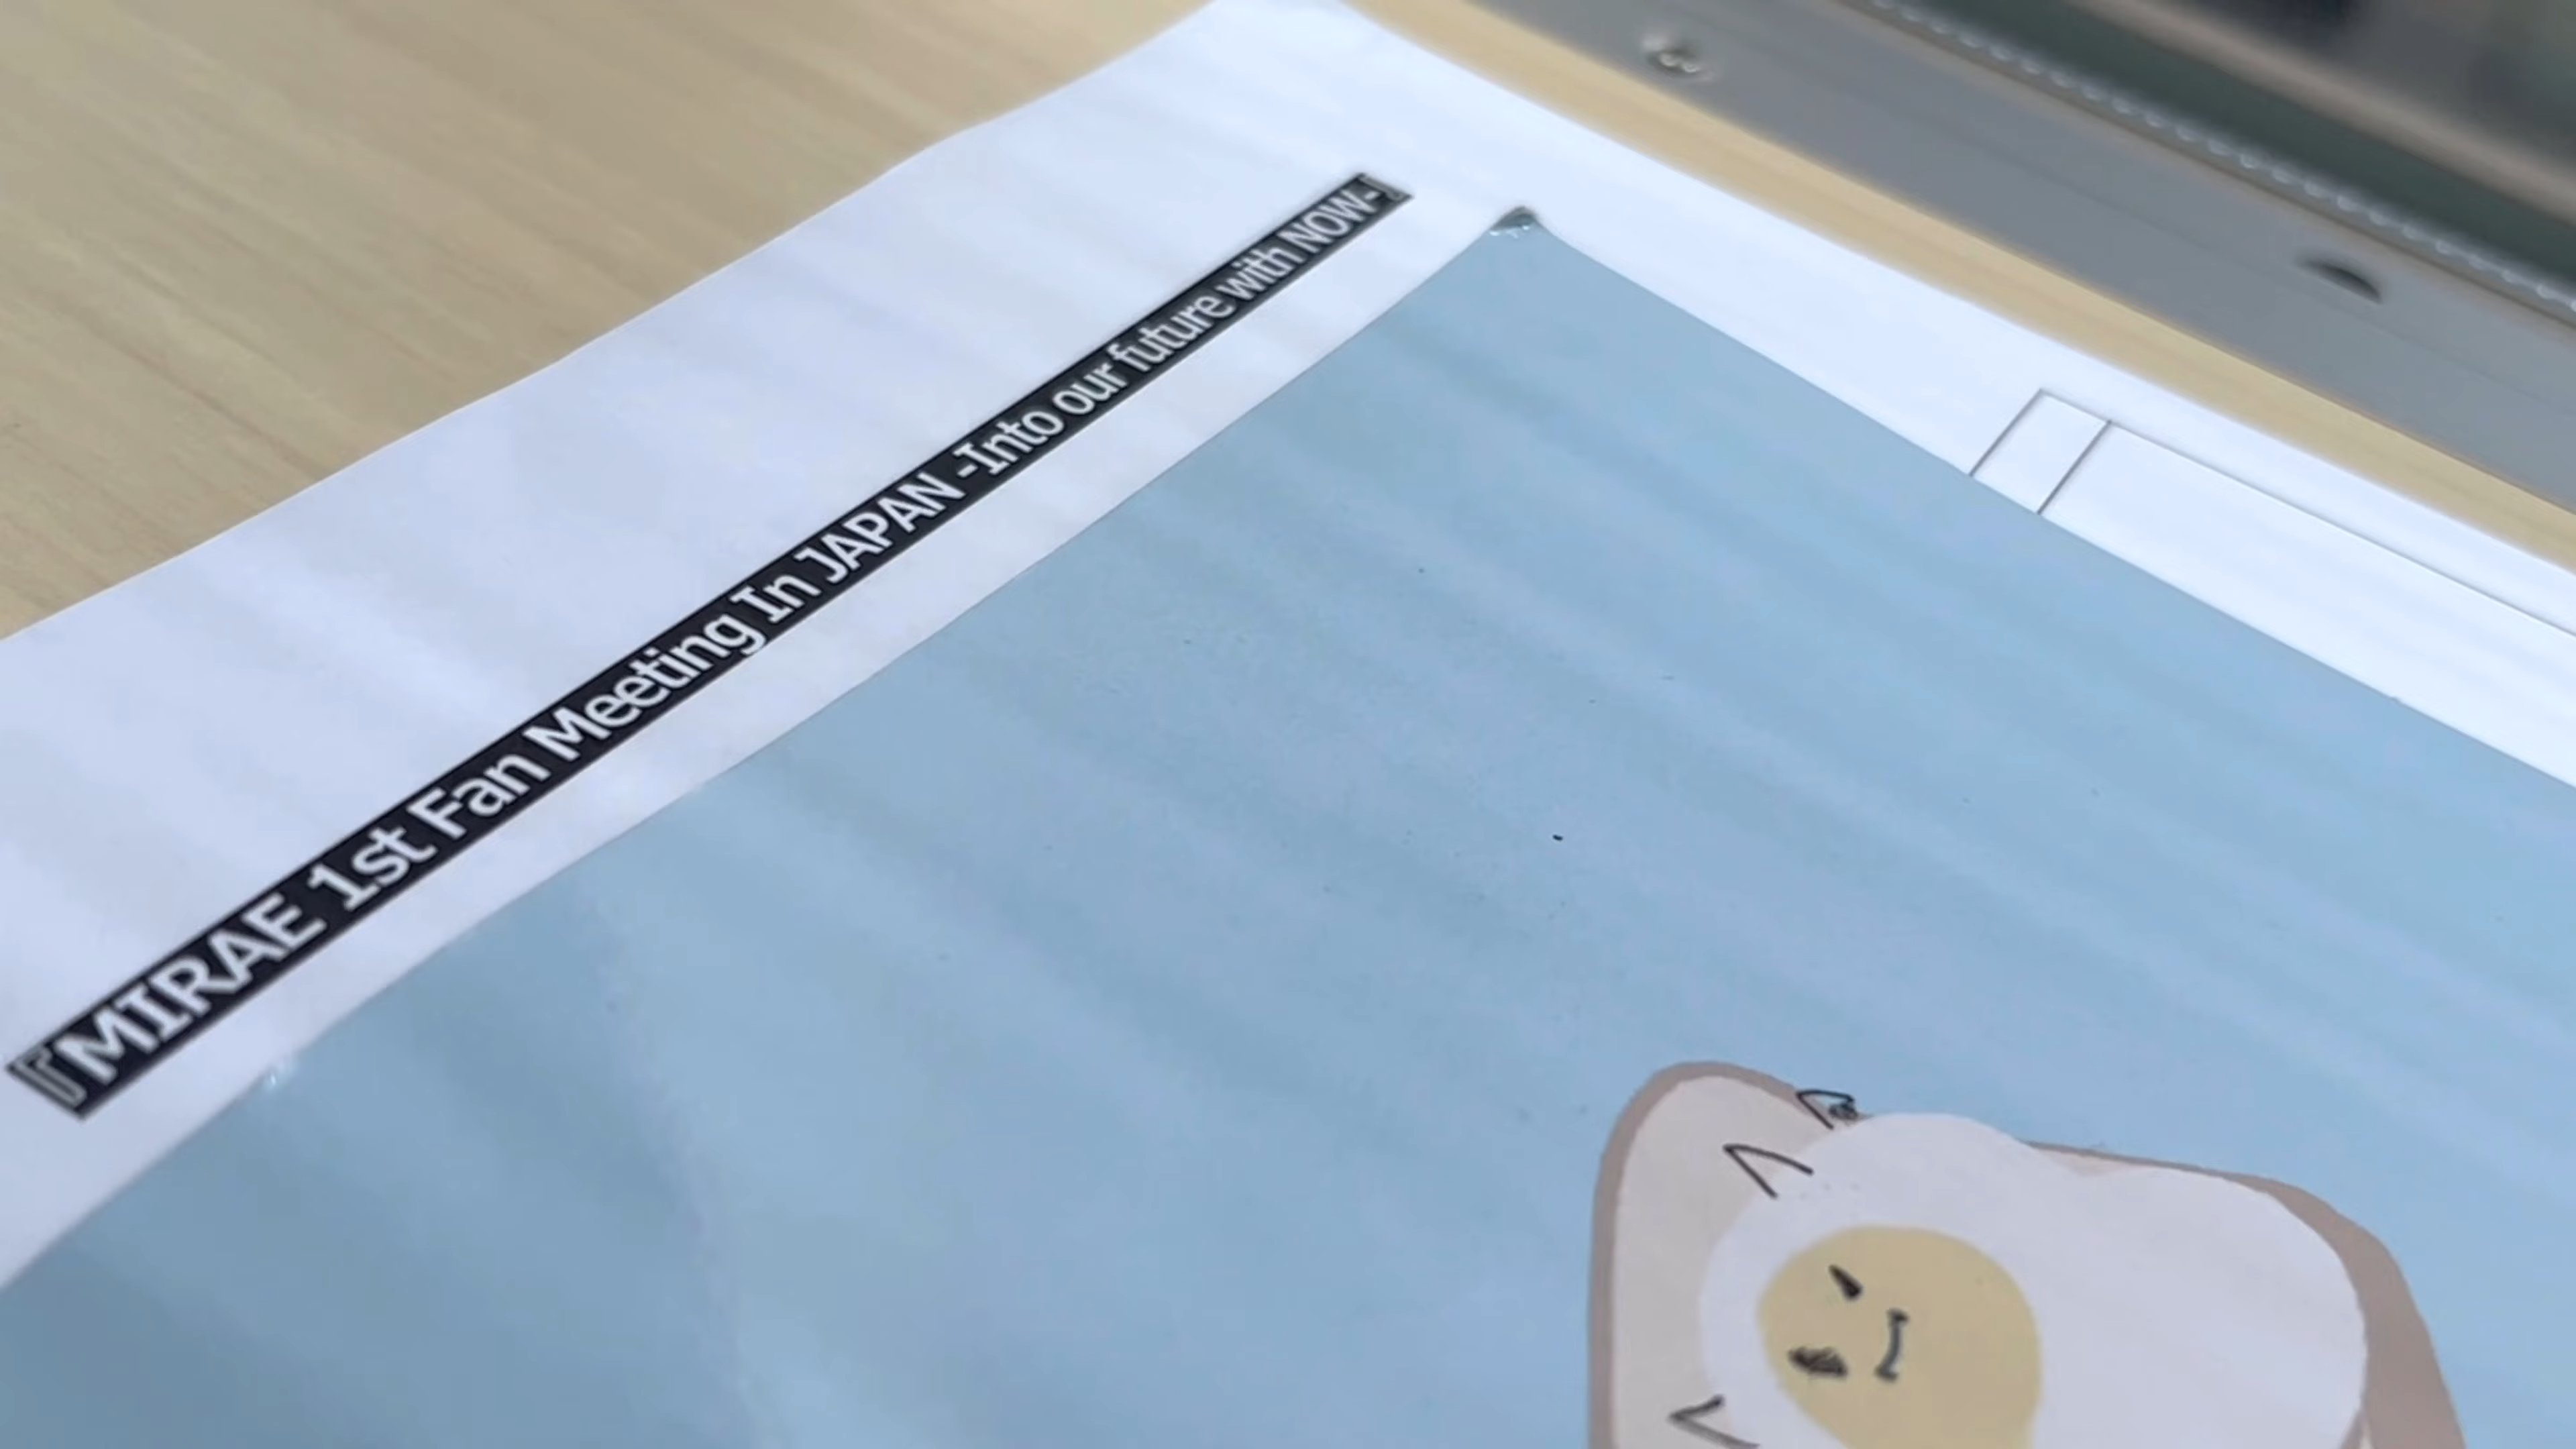 『MIRAE 1st Fan Meeting In JAPAN -Into our future with NOW-』